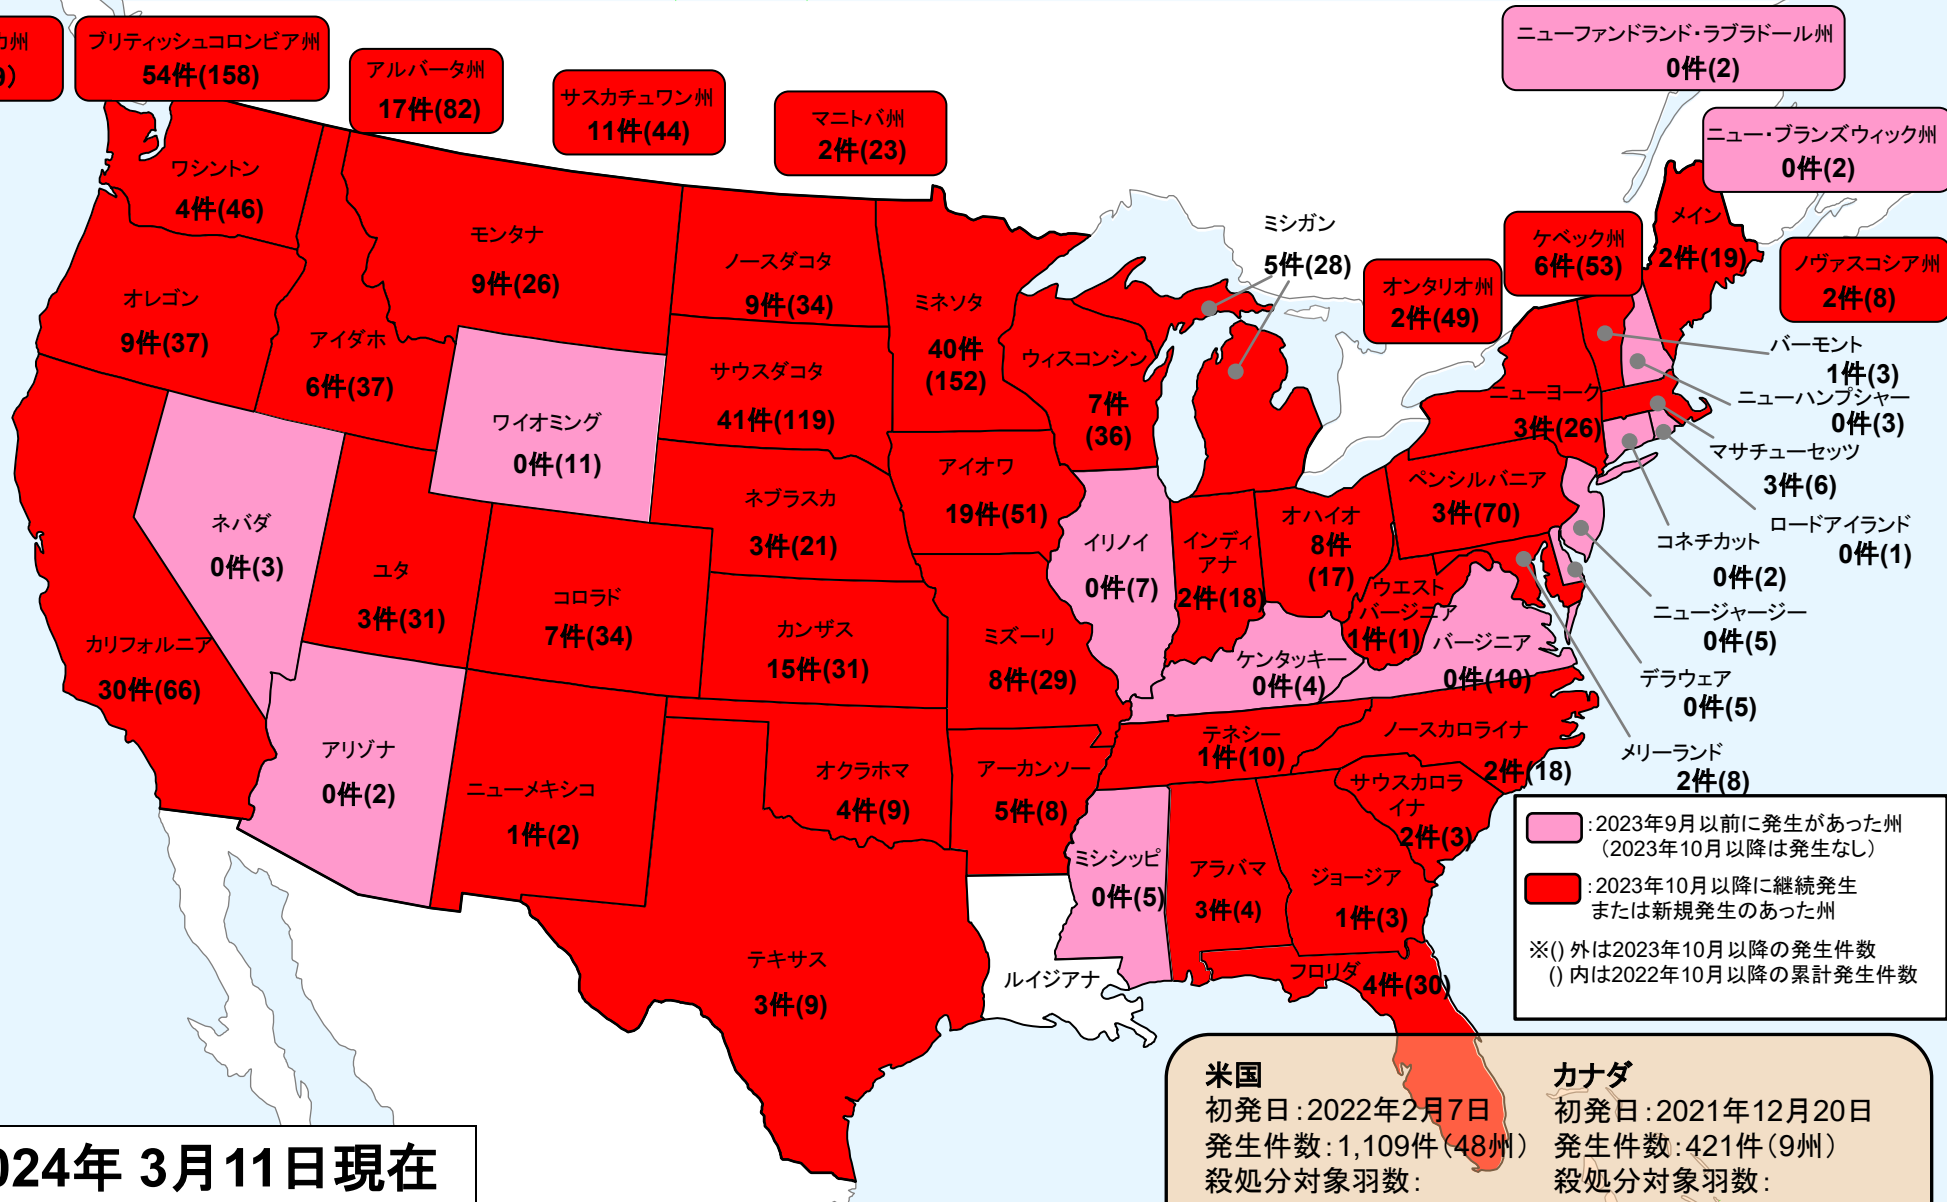 カ州
9)
ブリティッシュコロンビア州
54件(158)
アルバータ州
17件(82)
サスカチュワン州
11件(44)
マニトバ州
2件(23)
ニューファンドランド・ラブラドール州
0件(2)
ニュー・ブランズウィック州
0件(2)
ケベック州
6件(53)
オンタリオ州
2件(49)
ノヴァスコシア州
2件(8)
メイン
2件(19)
ワシントン
4件(46)
モンタナ
9件(26)
ノースダコタ
9件(34)
ミネソタ
40件
(152)
ミシガン
5件(28)
オレゴン
9件(37)
アイダホ
6件(37)
サウスダコタ
41件(119)
ウィスコンシン
7件
(36)
ワイオミング
0件(11)
ニューヨーク
3件(26)
バーモント
1件(3)
ニューハンプシャー
0件(3)
マサチューセッツ
3件(6)
ロードアイランド
0件(1)
コネチカット
0件(2)
ニュージャージー
0件(5)
デラウェア
0件(5)
メリーランド
2件(8)
アイオワ
19件(51)
ネブラスカ
3件(21)
ペンシルバニア
3件(70)
オハイオ
8件
(17)
インディ
アナ
2件(18)
イリノイ
0件(7)
ネバダ
0件(3)
ユタ
3件(31)
コロラド
7件(34)
カンザス
15件(31)
ミズーリ
8件(29)
ウエスト
バージニア
1件(1)
バージニア
0件(10)
ケンタッキー
0件(4)
カリフォルニア
30件(66)
アリゾナ
0件(2)
ニューメキシコ
1件(2)
オクラホマ
4件(9)
アーカンソー
5件(8)
テネシー
1件(10)
ノースカロライナ
2件(18)
サウスカロラ
イナ
2件(3)
ミシシッピ
0件(5)
アラバマ
3件(4)
ジョージア
1件(3)
テキサス
3件(9)
ルイジアナ
フロリダ
4件(30)
:2023年9月以前に発生があった州
(2023年10月以降は発生なし)
:2023年10月以降に継続発生
または新規発生のあった州
※() 外は2023年10月以降の発生件数
() 内は2022年10月以降の累計発生件数
米国
初発日:2022年2月7日
発生件数:1,109件(48州)
殺処分対象羽数:
カナダ
初発日:2021年12月20日
発生件数:421件(9州)
殺処分対象羽数:
024年 3月11日現在